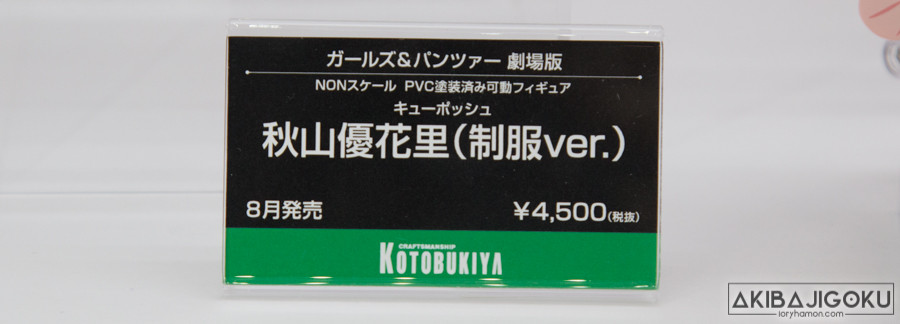 ガールズ&パンツァー 劇場版
NONスケール PVC塗装済み可動フィギュア
キューポッシュ
秋山優花里(制服ver.)
8月発売 ¥4,500(税抜)
CRAFTSMANSHIP
KOTOBUKIYA
AKIBAJIGOKU
ioryhamon.com